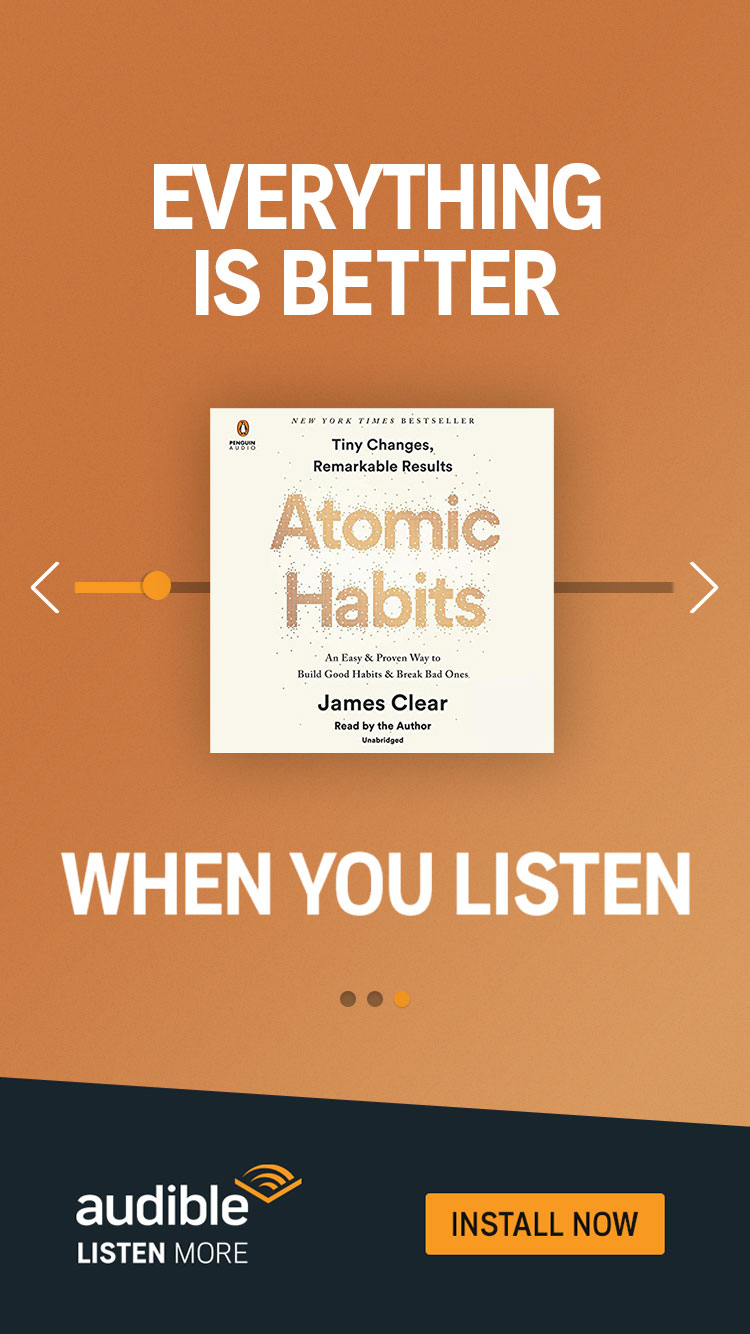 EVERYTHING
IS BETTER
NEW YORK TIMES BESTSELLER
PENGUIN
AUDIO
Tiny Changes,
Remarkable Results
Atomic
Habits
An Easy & Proven Way to
Build Good Habits & Break Bad Ones
James Clear
Read by the Author
Unabridged
WHEN YOU LISTEN
audible
LISTEN MORE
INSTALL NOW